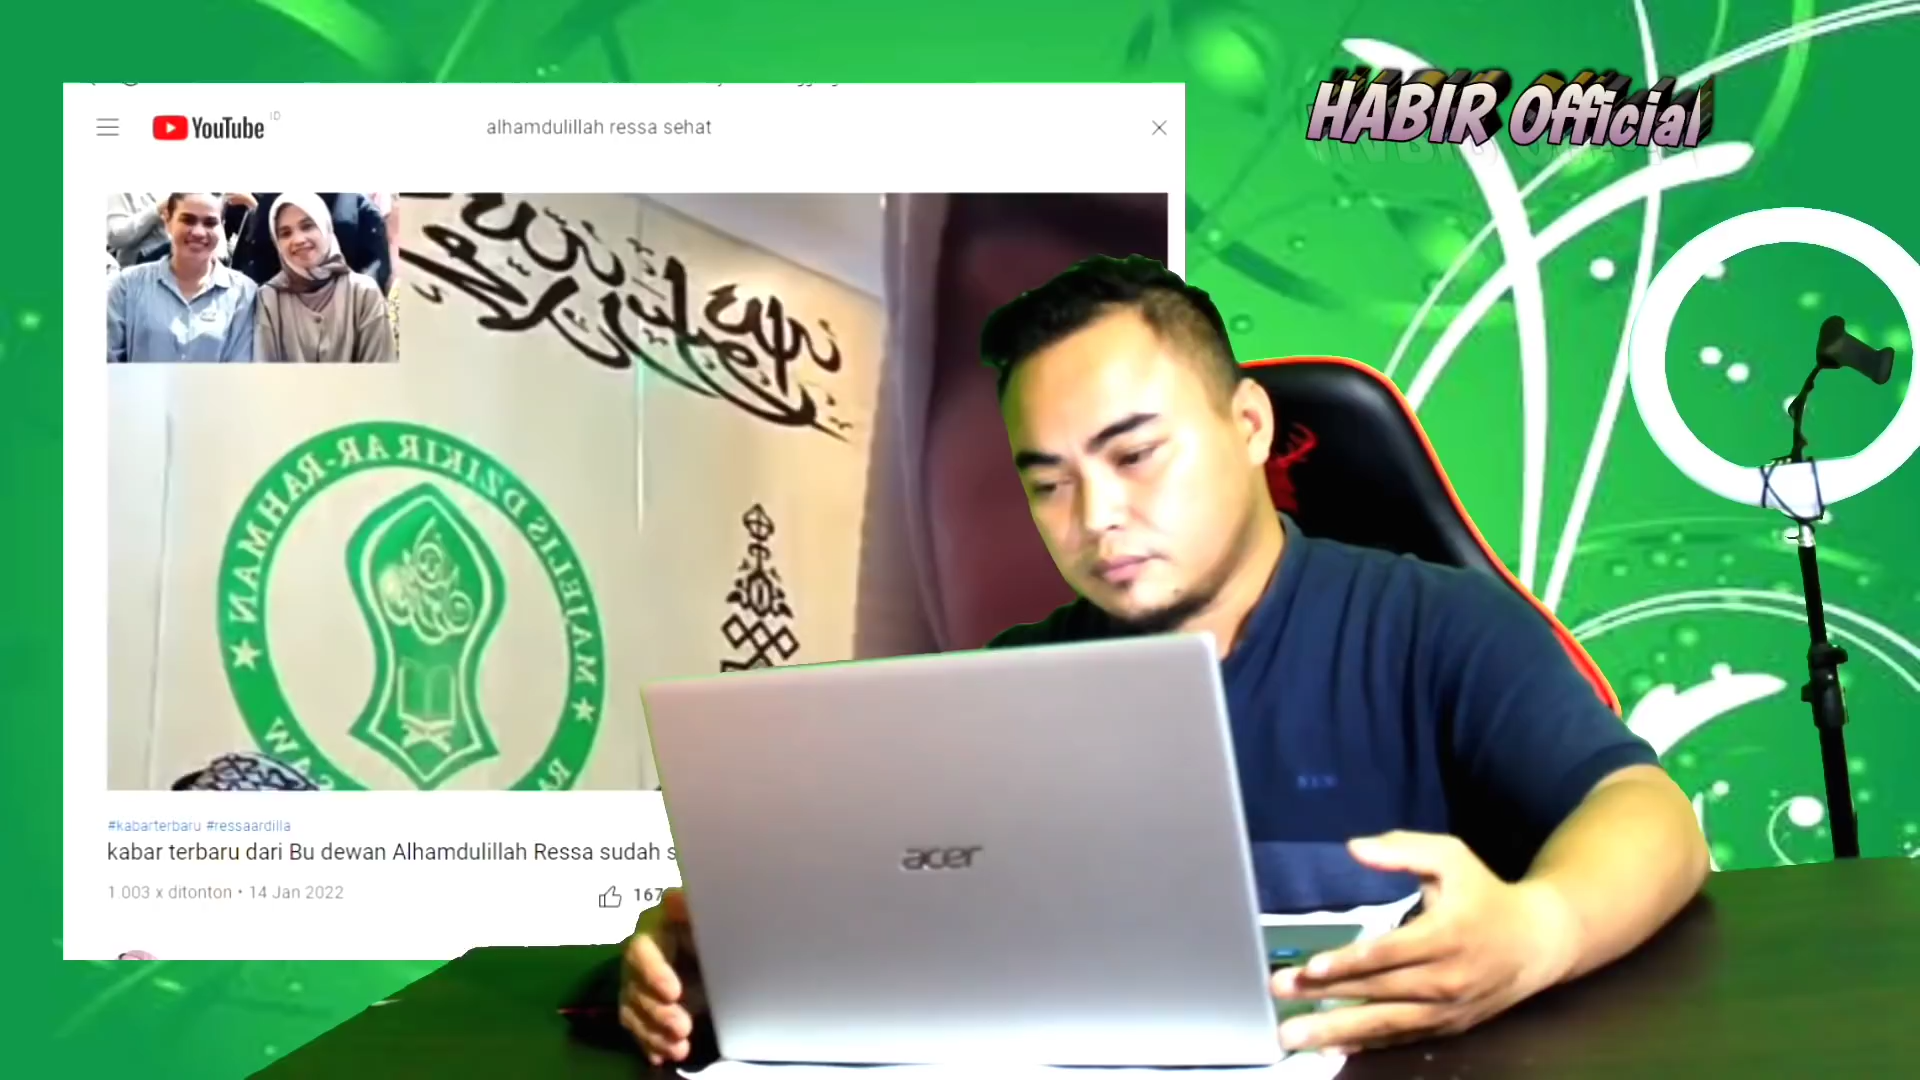 HABIR Official
YouTube ID
alhamdulillah ressa sehat
MAJELIS DZIKIR AR-RAHMAN
#kabarterbaru #ressaardilla
kabar terbaru dari Bu dewan Alhamdulillah Ressa sudah s
1.003 x ditonton • 14 Jan 2022
167
acer